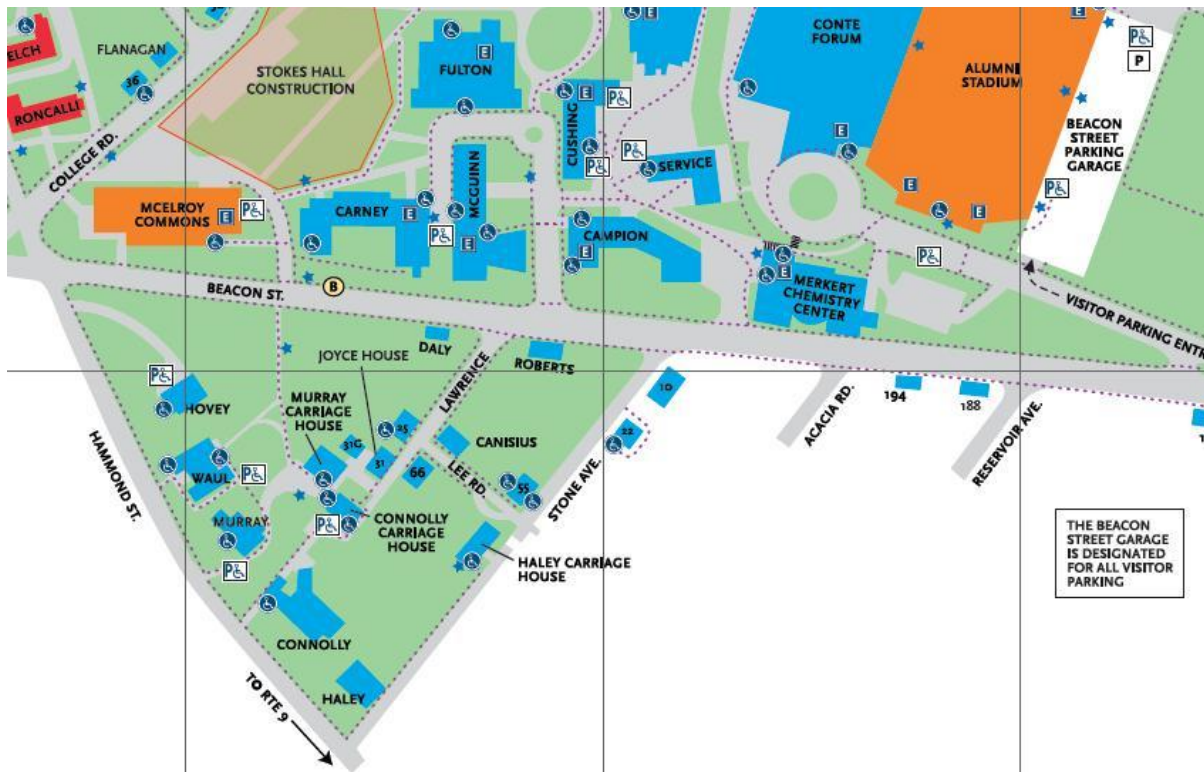 ELCH
FLANAGAN
36
RONCALLI
COLLEGE RD.
STOKES HALL
CONSTRUCTION
FULTON
E
CUSHING
E
P
P
P
E
CONTE
FORUM
E
ALUMNI
STADIUM
E
E
E
P
P
BEACON
STREET
PARKING
GARAGE
P
MCELROY
COMMONS
E
P
CARNEY
E
P
MCGUINN
E
SERVICE
CAMPION
E
E
MERKERT
CHEMISTRY
CENTER
P
VISITOR PARKING ENTR
BEACON ST.
B
JOYCE HOUSE
DALY
LAWRENCE
ROBERTS
P
HOVEY
MURRAY
CARRIAGE
HOUSE
31G
25
31
66
CANISIUS
LEE RD.
55
1D
22
STONE AVE.
ACACIA RD.
194
188
RESERVOIR AVE.
1
HAMMOND ST.
WAUL
P
MURRAY
P
P
CONNOLLY
CARRIAGE
HOUSE
HALEY CARRIAGE
HOUSE
CONNOLLY
HALEY
TO RTE 9
THE BEACON
STREET GARAGE
IS DESIGNATED
FOR ALL VISITOR
PARKING